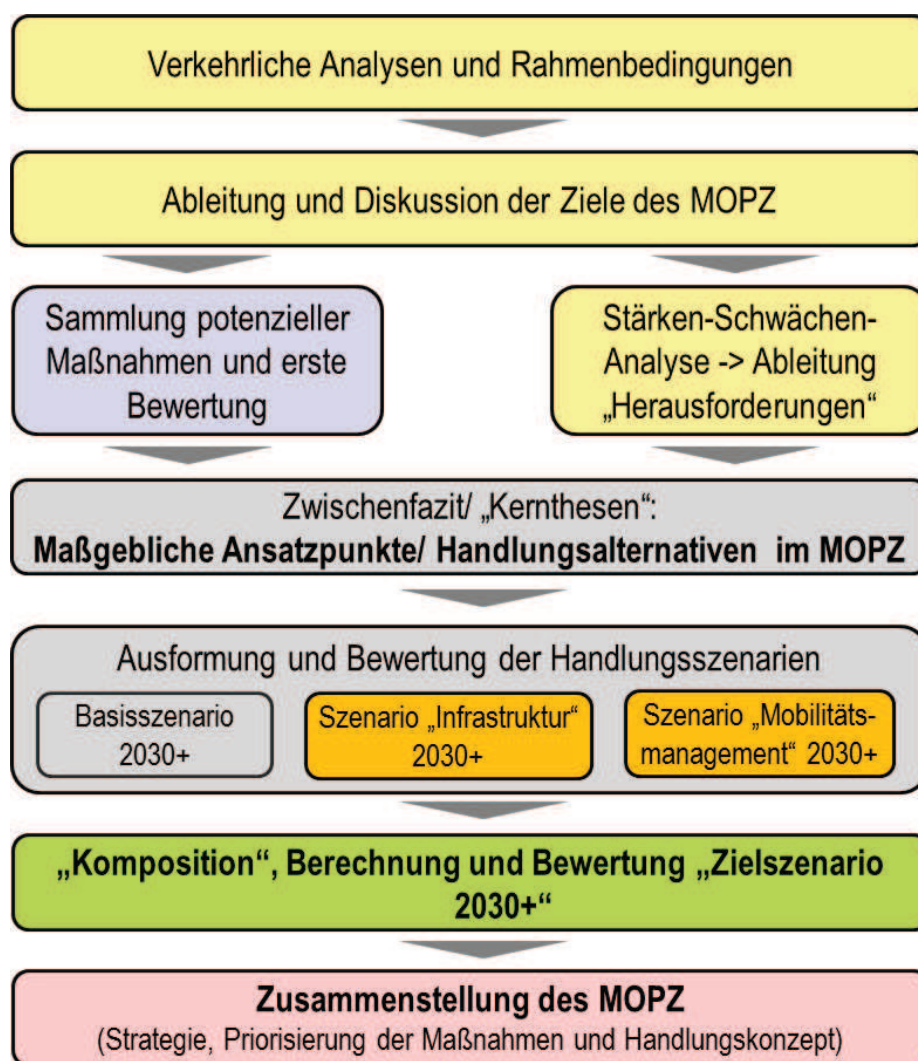 Verkehrliche Analysen und Rahmenbedingungen
Ableitung und Diskussion der Ziele des MOPZ
Sammlung potenzieller
Maßnahmen und erste
Bewertung
Stärken-Schwächen-
Analyse -> Ableitung
„Herausforderungen“
Zwischenfazit/ „Kernthesen“:
Maßgebliche Ansatzpunkte/ Handlungsalternativen im MOPZ
Ausformung und Bewertung der Handlungsszenarien
Basisszenario
2030+
Szenario „Infrastruktur“
2030+
Szenario „Mobilitäts-
management“ 2030+
„Komposition“, Berechnung und Bewertung „Zielszenario
2030+“
Zusammenstellung des MOPZ
(Strategie, Priorisierung der Maßnahmen und Handlungskonzept)